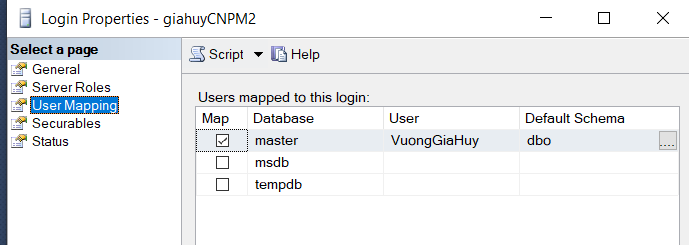 Login Properties - giahuyCNPM2
Select a page
General
Server Roles
User Mapping
Securables
Status
Script Help
Users mapped to this login:
Map Database User Default Schema
master VuongGiaHuy dbo ...
msdb
tempdb